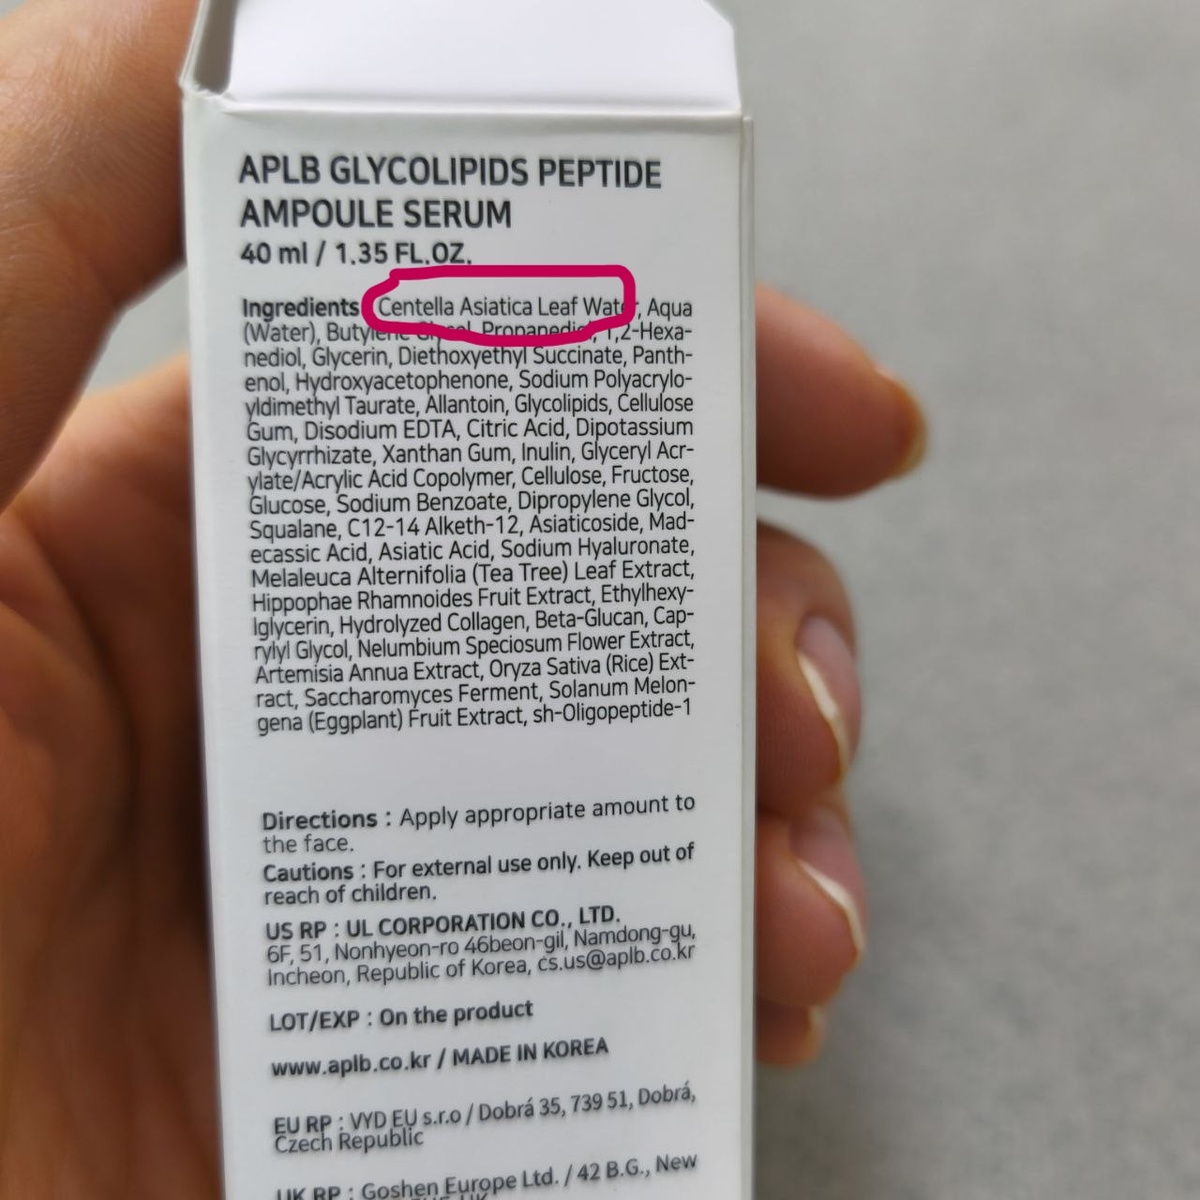 APLB GLYCOLIPIDS PEPTIDE
AMPOULE SERUM
40 ml / 1.35 FL.OZ.
Ingredients Centella Asiatica Leaf Water, Aqua
(Water), Butylene Glycol, Propanediol, 1,2-Hexa-
nediol, Glycerin, Diethoxyethyl Succinate, Panth-
enol, Hydroxyacetophenone, Sodium Polyacrylo-
yldimethyl Taurate, Allantoin, Glycolipids, Cellulose
Gum, Disodium EDTA, Citric Acid, Dipotassium
Glycyrrhizate, Xanthan Gum, Inulin, Glyceryl Acr-
ylate/Acrylic Acid Copolymer, Cellulose, Fructose,
Glucose, Sodium Benzoate, Dipropylene Glycol,
Squalane, C12-14 Alketh-12, Asiaticoside, Mad-
ecassic Acid, Asiatic Acid, Sodium Hyaluronate,
Melaleuca Alternifolia (Tea Tree) Leaf Extract,
Hippophae Rhamnoides Fruit Extract, Ethylhexy-
lglycerin, Hydrolyzed Collagen, Beta-Glucan, Cap-
rylyl Glycol, Nelumbium Speciosum Flower Extract,
Artemisia Annua Extract, Oryza Sativa (Rice) Ext-
ract, Saccharomyces Ferment, Solanum Melon-
gena (Eggplant) Fruit Extract, sh-Oligopeptide-1
Directions : Apply appropriate amount to
the face.
Cautions : For external use only. Keep out of
reach of children.
US RP : UL CORPORATION CO., LTD.
6F, 51, Nonhyeon-ro 46beon-gil, Namdong-gu,
Incheon, Republic of Korea, cs.us@aplb.co.kr
LOT/EXP : On the product
www.aplb.co.kr / MADE IN KOREA
EU RP : VYD EU s.r.o / Dobrá 35, 739 51, Dobrá,
Czech Republic
UK RP : Goshen Europe Ltd. / 42 B.G., New